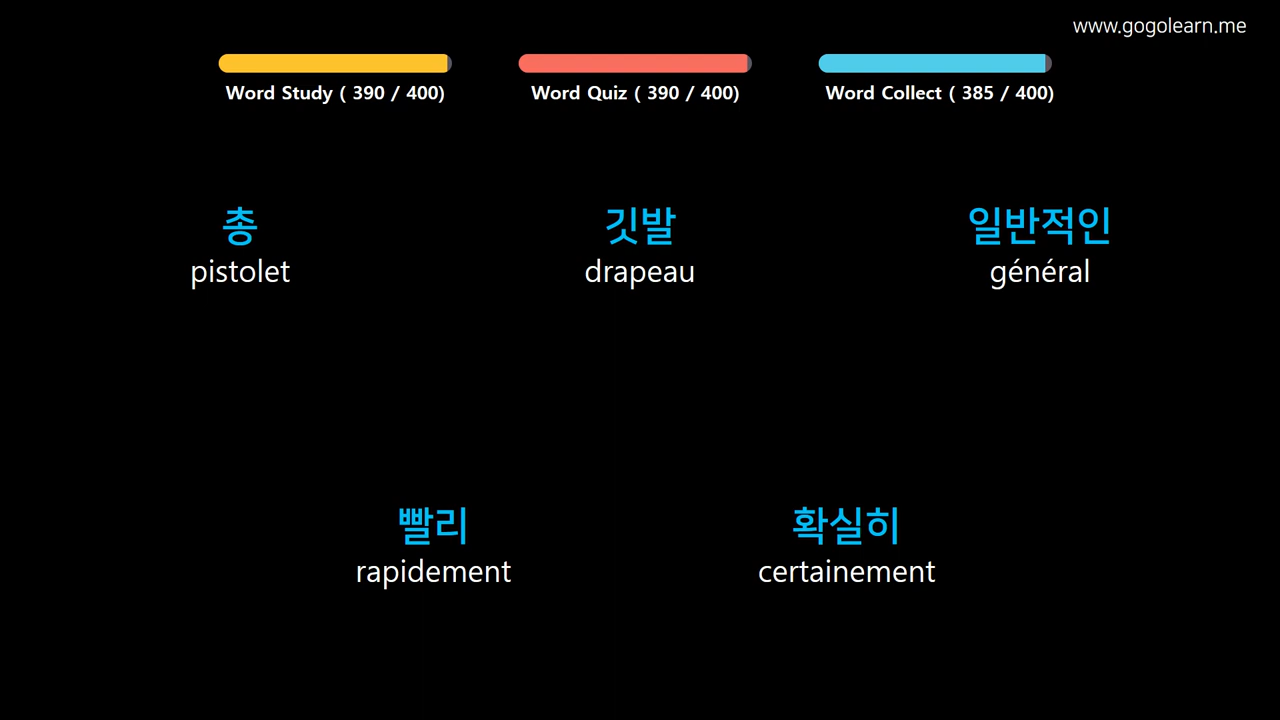 www.gogolearn.me
Word Study ( 390 / 400)
Word Quiz ( 390 / 400)
Word Collect ( 385 / 400)
총
pistolet
깃발
drapeau
일반적인
général
빨리
rapidement
확실히
certainement